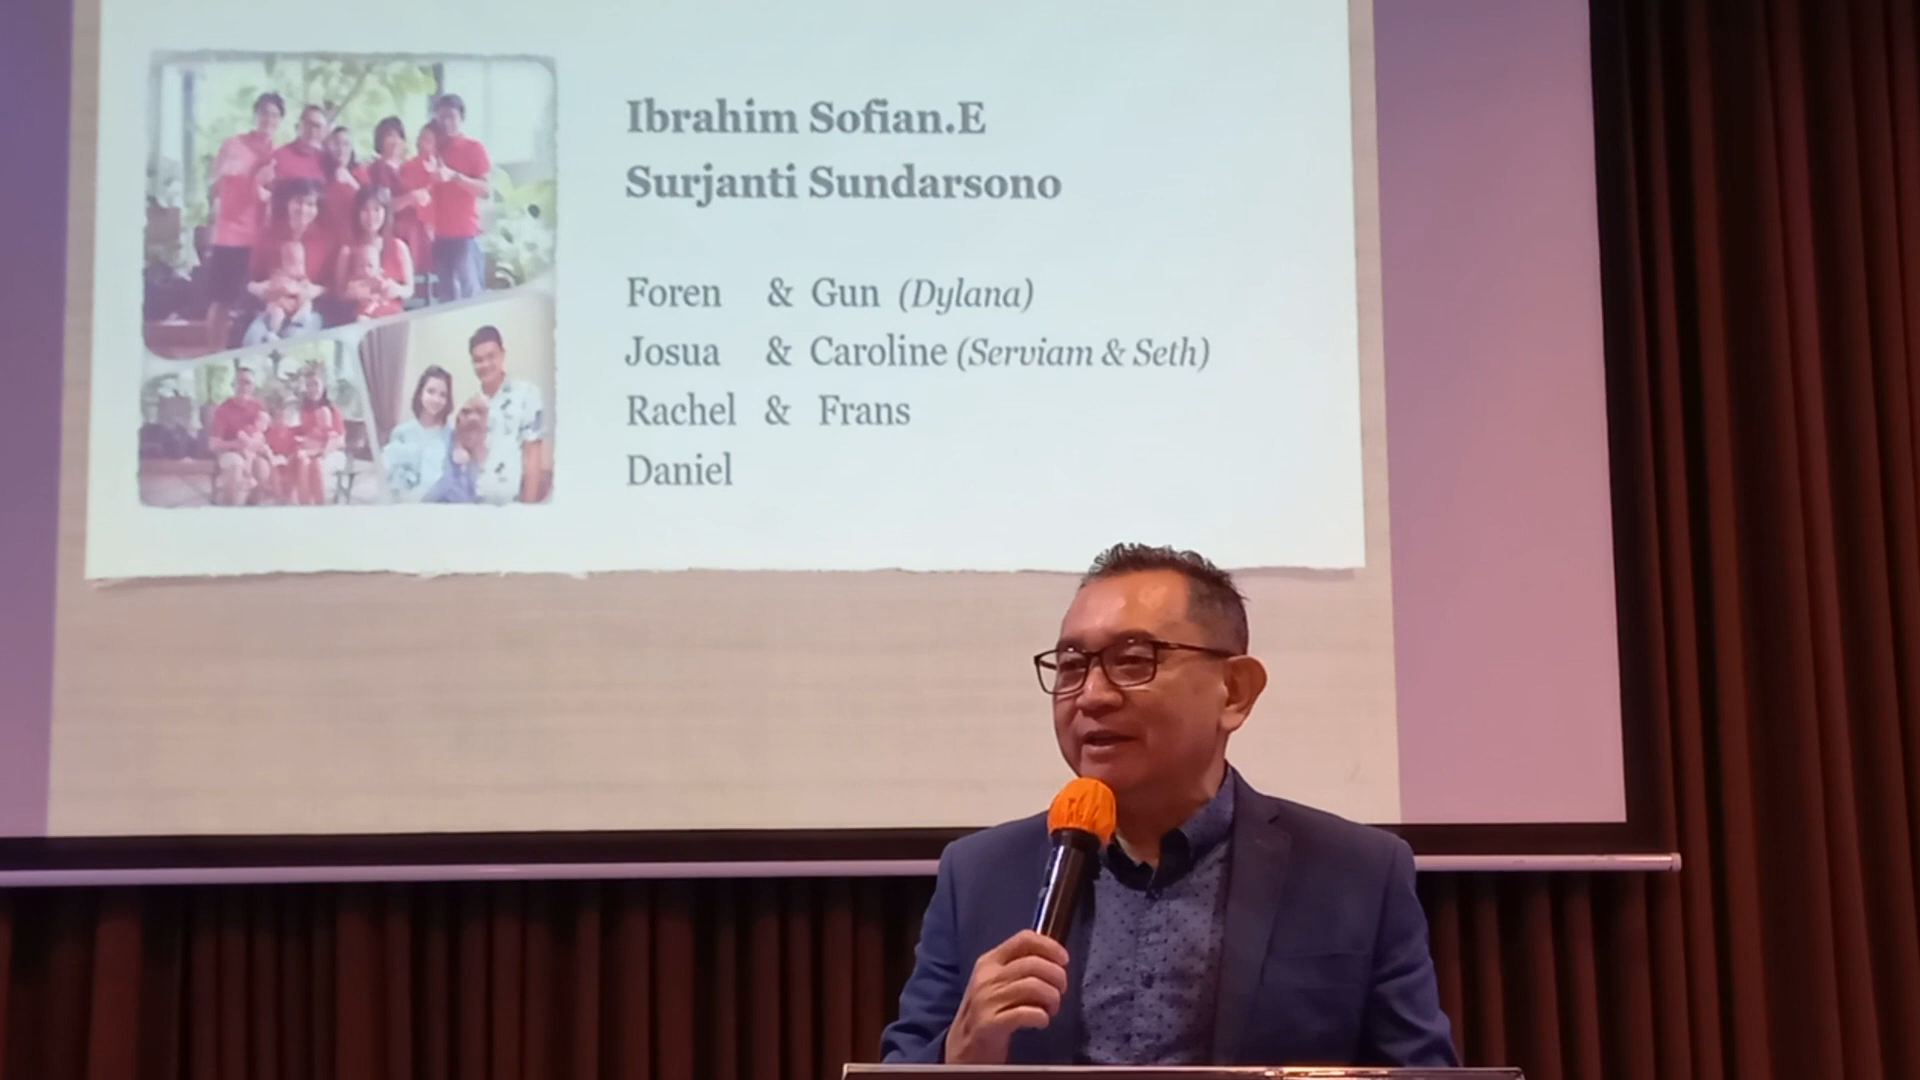 Ibrahim Sofian.E
Surjanti Sundarsono
Foren & Gun (Dylana)
Josua & Caroline (Serviam & Seth)
Rachel & Frans
Daniel